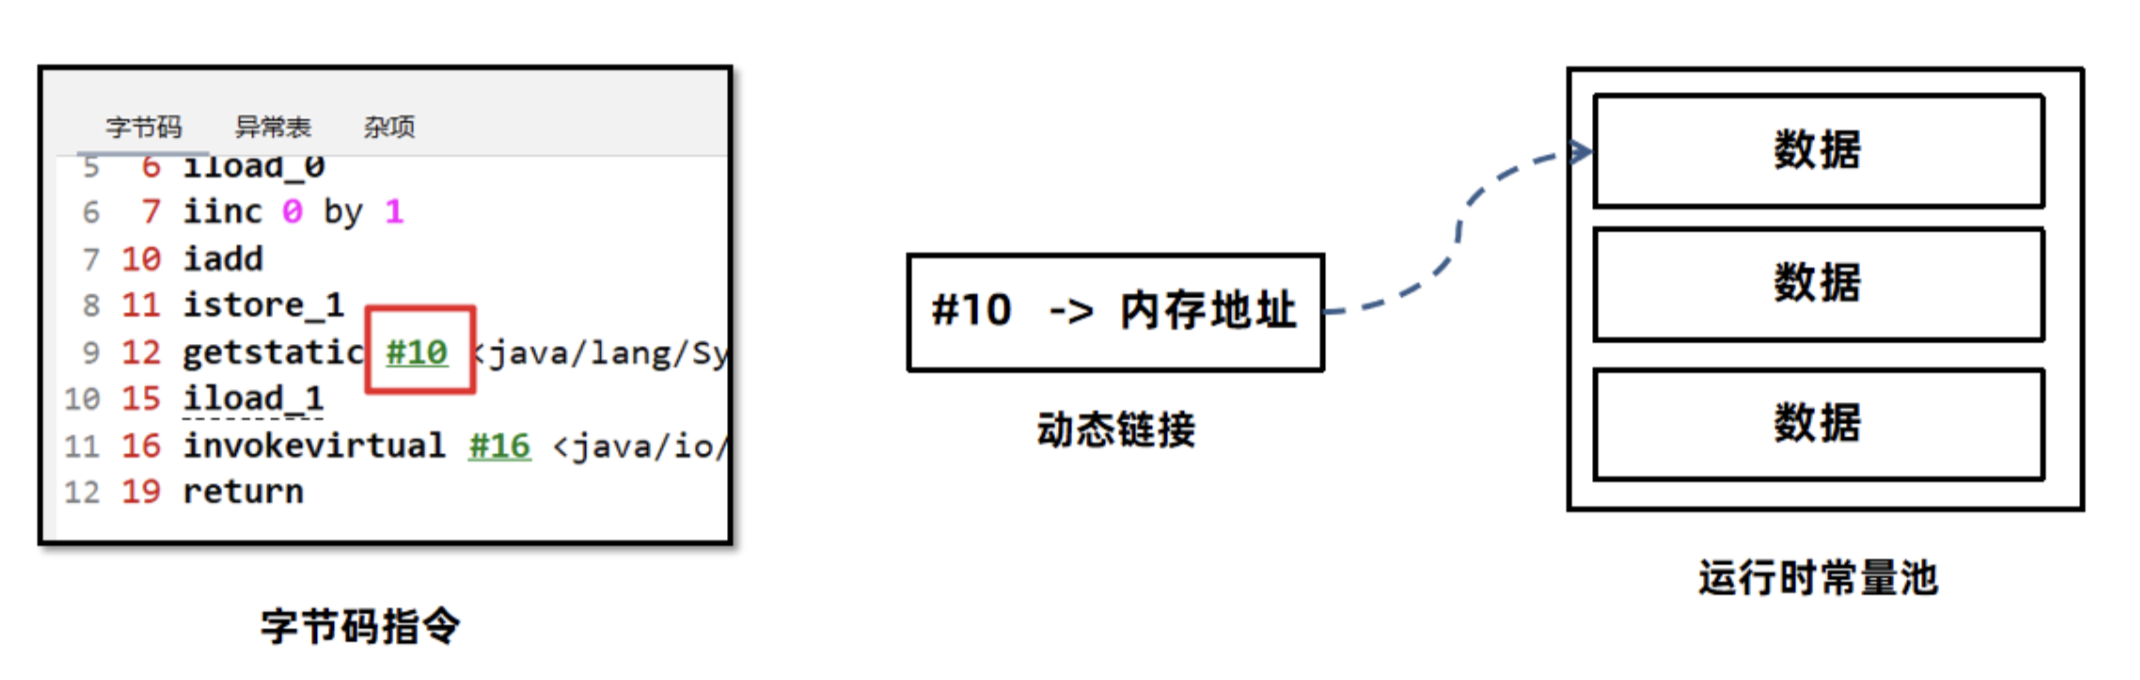 字节码 异常表 杂项
5 6 iload_0
6 7 iinc 0 by 1
7 10 iadd
8 11 istore_1
9 12 getstatic #10 <java/lang/Sy
10 15 iload_1
11 16 invokevirtual #16 <java/io/
12 19 return
字节码指令
#10 -> 内存地址
动态链接
数据
数据
数据
运行时常量池